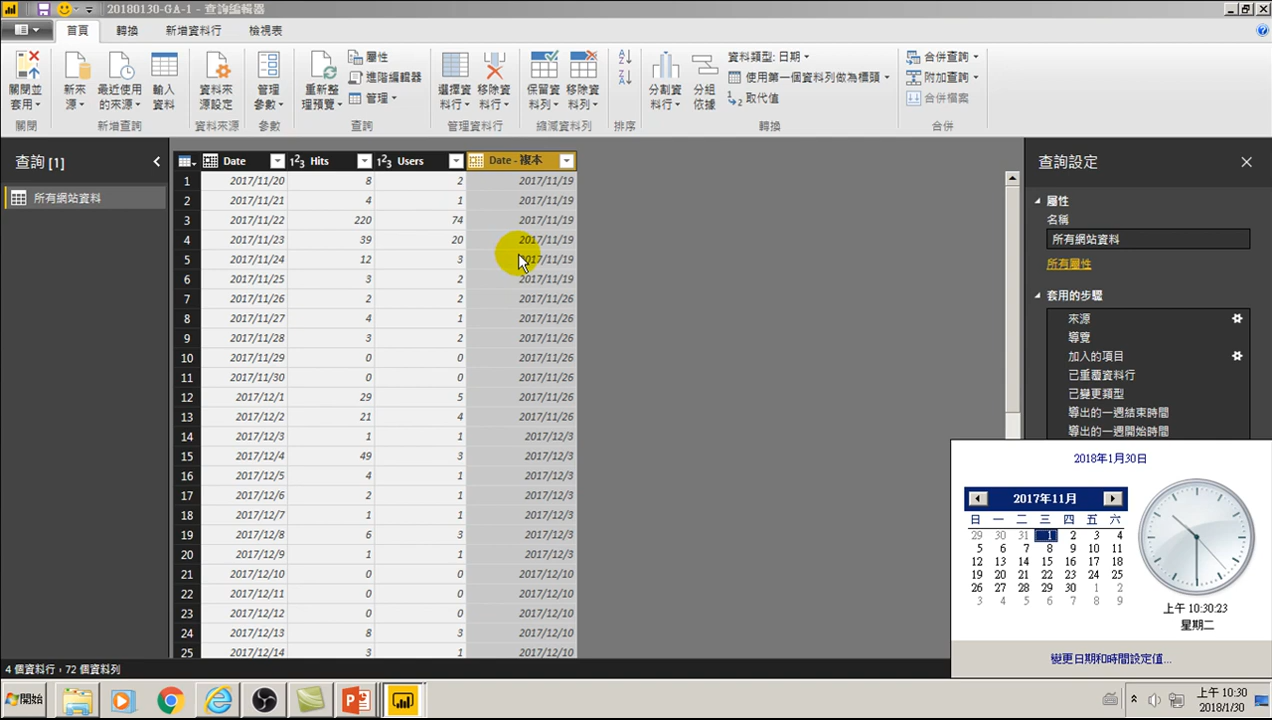 20180130-GA-1 - 查詢編輯器
首頁 轉換 新增資料行 檢視表
關閉並套用 新來源 最近使用的來源 輸入資料 資料來源設定 管理參數 重新整理預覽 屬性 進階編輯器 管理 選擇資料行 移除資料行 保留資料列 移除資料列 分割資料行 分組依據 資料類型: 日期 使用第一個資料列做為標頭 取代值 合併查詢 附加查詢 合併檔案
關閉 新增查詢 資料來源 參數 查詢 管理資料行 縮減資料列 排序 轉換 合併
查詢 [1]
所有網站資料
Date Hits Users Date - 複本
1 2017/11/20 8 2 2017/11/19
2 2017/11/21 4 1 2017/11/19
3 2017/11/22 220 74 2017/11/19
4 2017/11/23 39 20 2017/11/19
5 2017/11/24 12 3 2017/11/19
6 2017/11/25 3 2 2017/11/19
7 2017/11/26 2 2 2017/11/26
8 2017/11/27 4 1 2017/11/26
9 2017/11/28 3 2 2017/11/26
10 2017/11/29 0 0 2017/11/26
11 2017/11/30 0 0 2017/11/26
12 2017/12/1 29 5 2017/11/26
13 2017/12/2 21 4 2017/11/26
14 2017/12/3 1 1 2017/12/3
15 2017/12/4 49 3 2017/12/3
16 2017/12/5 4 1 2017/12/3
17 2017/12/6 2 1 2017/12/3
18 2017/12/7 1 1 2017/12/3
19 2017/12/8 6 3 2017/12/3
20 2017/12/9 1 1 2017/12/3
21 2017/12/10 0 0 2017/12/10
22 2017/12/11 0 0 2017/12/10
23 2017/12/12 0 0 2017/12/10
24 2017/12/13 8 3 2017/12/10
25 2017/12/14 3 1 2017/12/10
查詢設定
屬性
名稱
所有網站資料
所有屬性
套用的步驟
來源
導覽
加入的項目
已重覆資料行
已變更類型
導出的一週結束時間
導出的一週開始時間
2018年1月30日
2017年11月
日 一 二 三 四 五 六
29 30 31 1 2 3 4
5 6 7 8 9 10 11
12 13 14 15 16 17 18
19 20 21 22 23 24 25
26 27 28 29 30 1 2
3 4 5 6 7 8 9
上午 10:30:23
星期二
變更日期和時間設定值...
4 個資料行，72 個資料列
開始
上午 10:30
2018/1/30